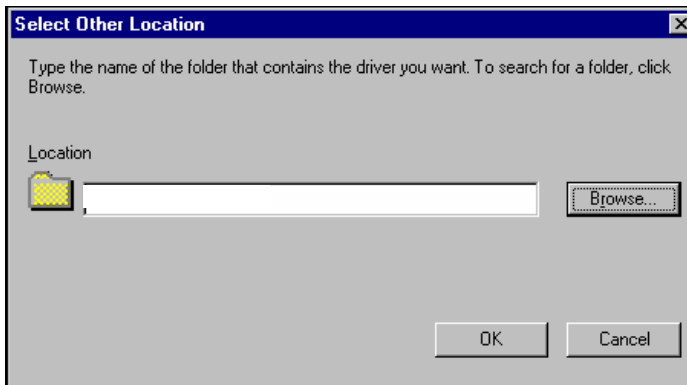 Select Other Location
Type the name of the folder that contains the driver you want. To search for a folder, click
Browse.
Location
Browse...
OK
Cancel